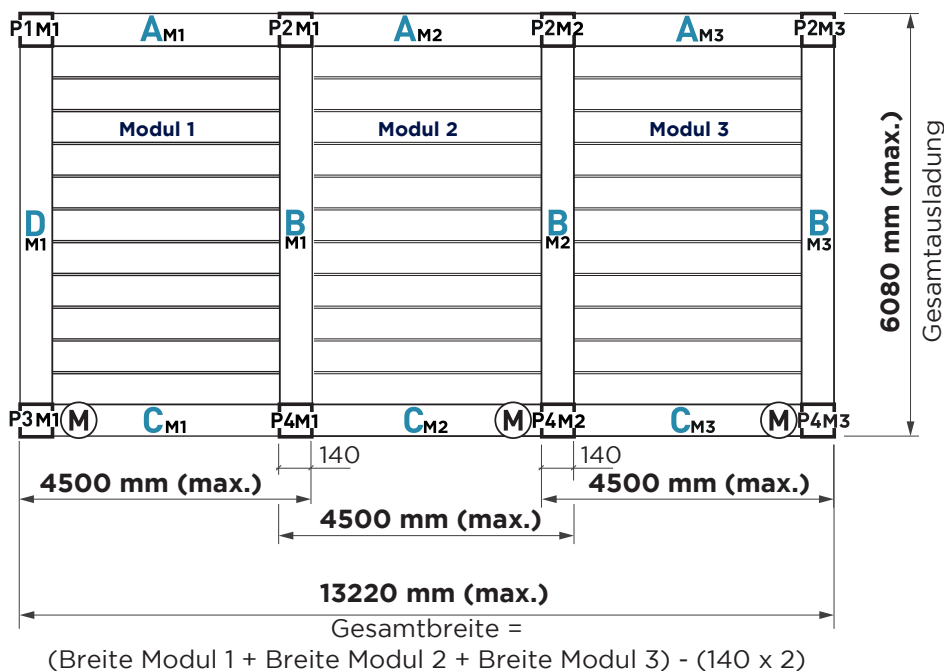 P1M1 AM1 P2M1 AM2 P2M2 AM3 P2M3
Modul 1 Modul 2 Modul 3
6080 mm (max.)
Gesamtausladung
D B B B
M1 M1 M2 M3
P3M1 M CM1 P4M1 CM2 M P4M2 CM3 M P4M3
140 140
4500 mm (max.) 4500 mm (max.)
4500 mm (max.)
13220 mm (max.)
Gesamtbreite =
(Breite Modul 1 + Breite Modul 2 + Breite Modul 3) - (140 x 2)